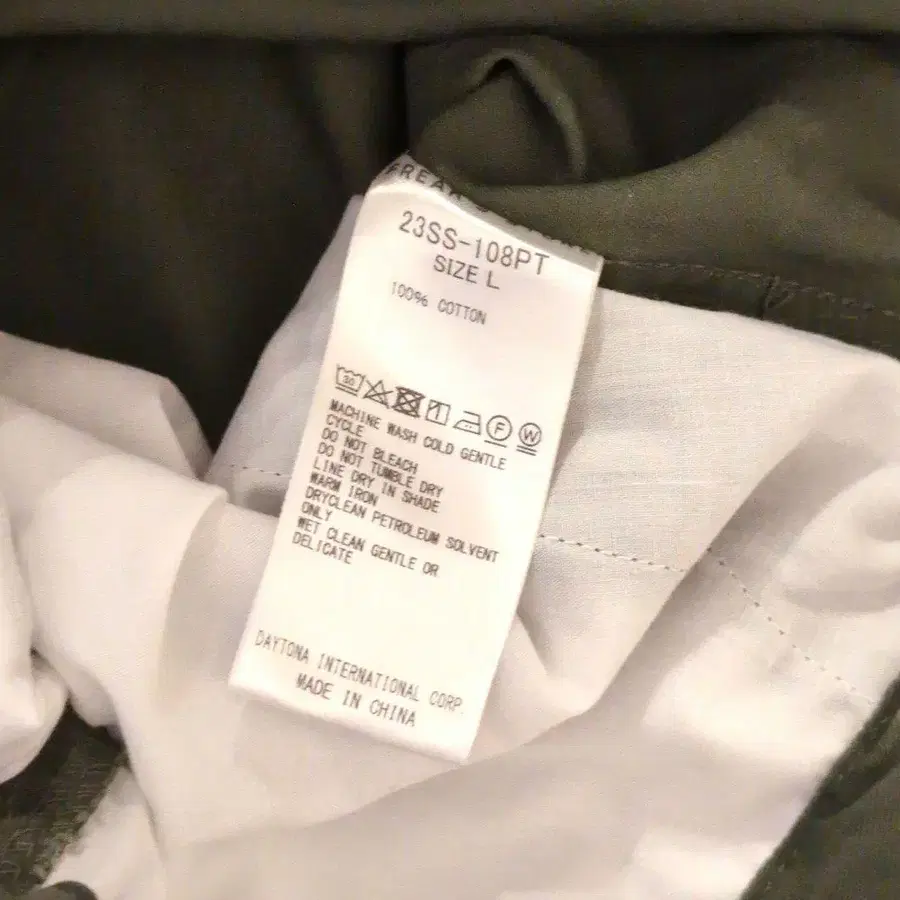 23SS-108PT
SIZE L
100% COTTON
30 F W
MACHINE WASH COLD GENTLE
CYCLE
DO NOT BLEACH
DO NOT TUMBLE DRY
LINE DRY IN SHADE
WARM IRON
DRYCLEAN PETROLEUM SOLVENT
ONLY
WET CLEAN GENTLE OR
DELICATE
DAYTONA INTERNATIONAL CORP.
MADE IN CHINA